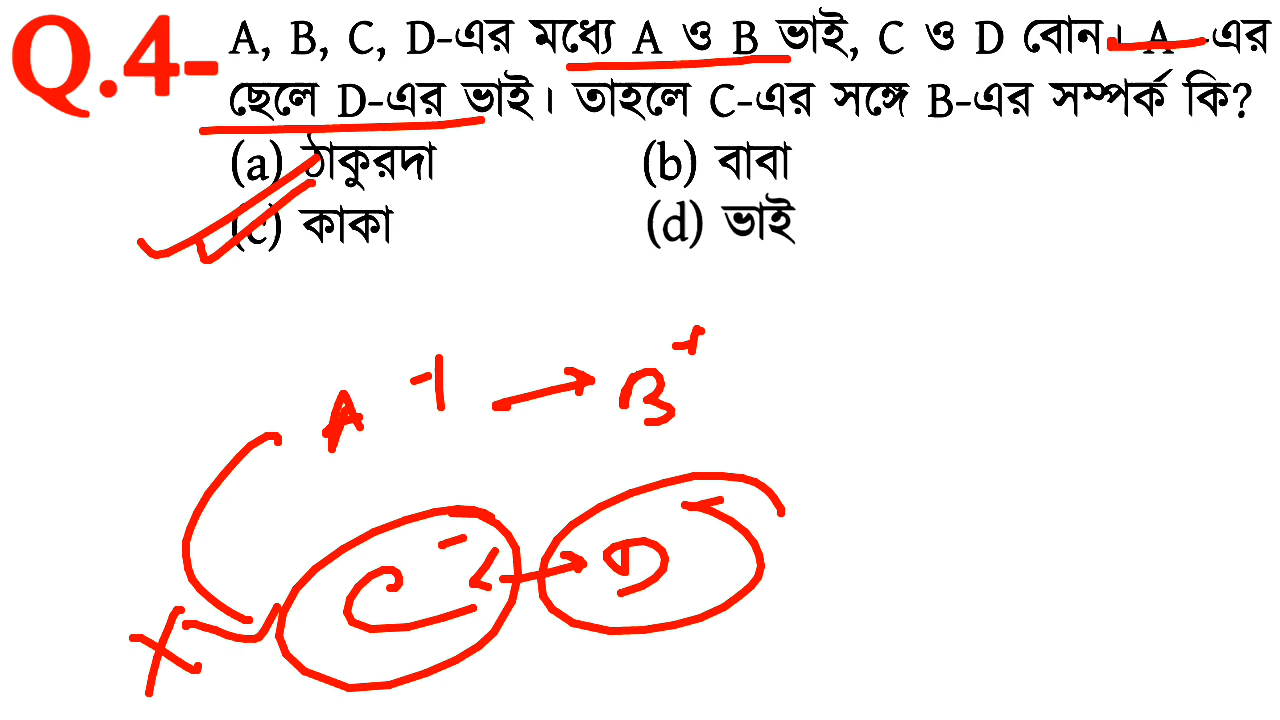 Q.4- A, B, C, D-এর মধ্যে A ও B ভাই, C ও D বোন। A -এর
ছেলে D-এর ভাই। তাহলে C-এর সঙ্গে B-এর সম্পর্ক কি?
(a) ঠাকুরদা (b) বাবা
(c) কাকা (d) ভাই
A + → B +
X C - → D